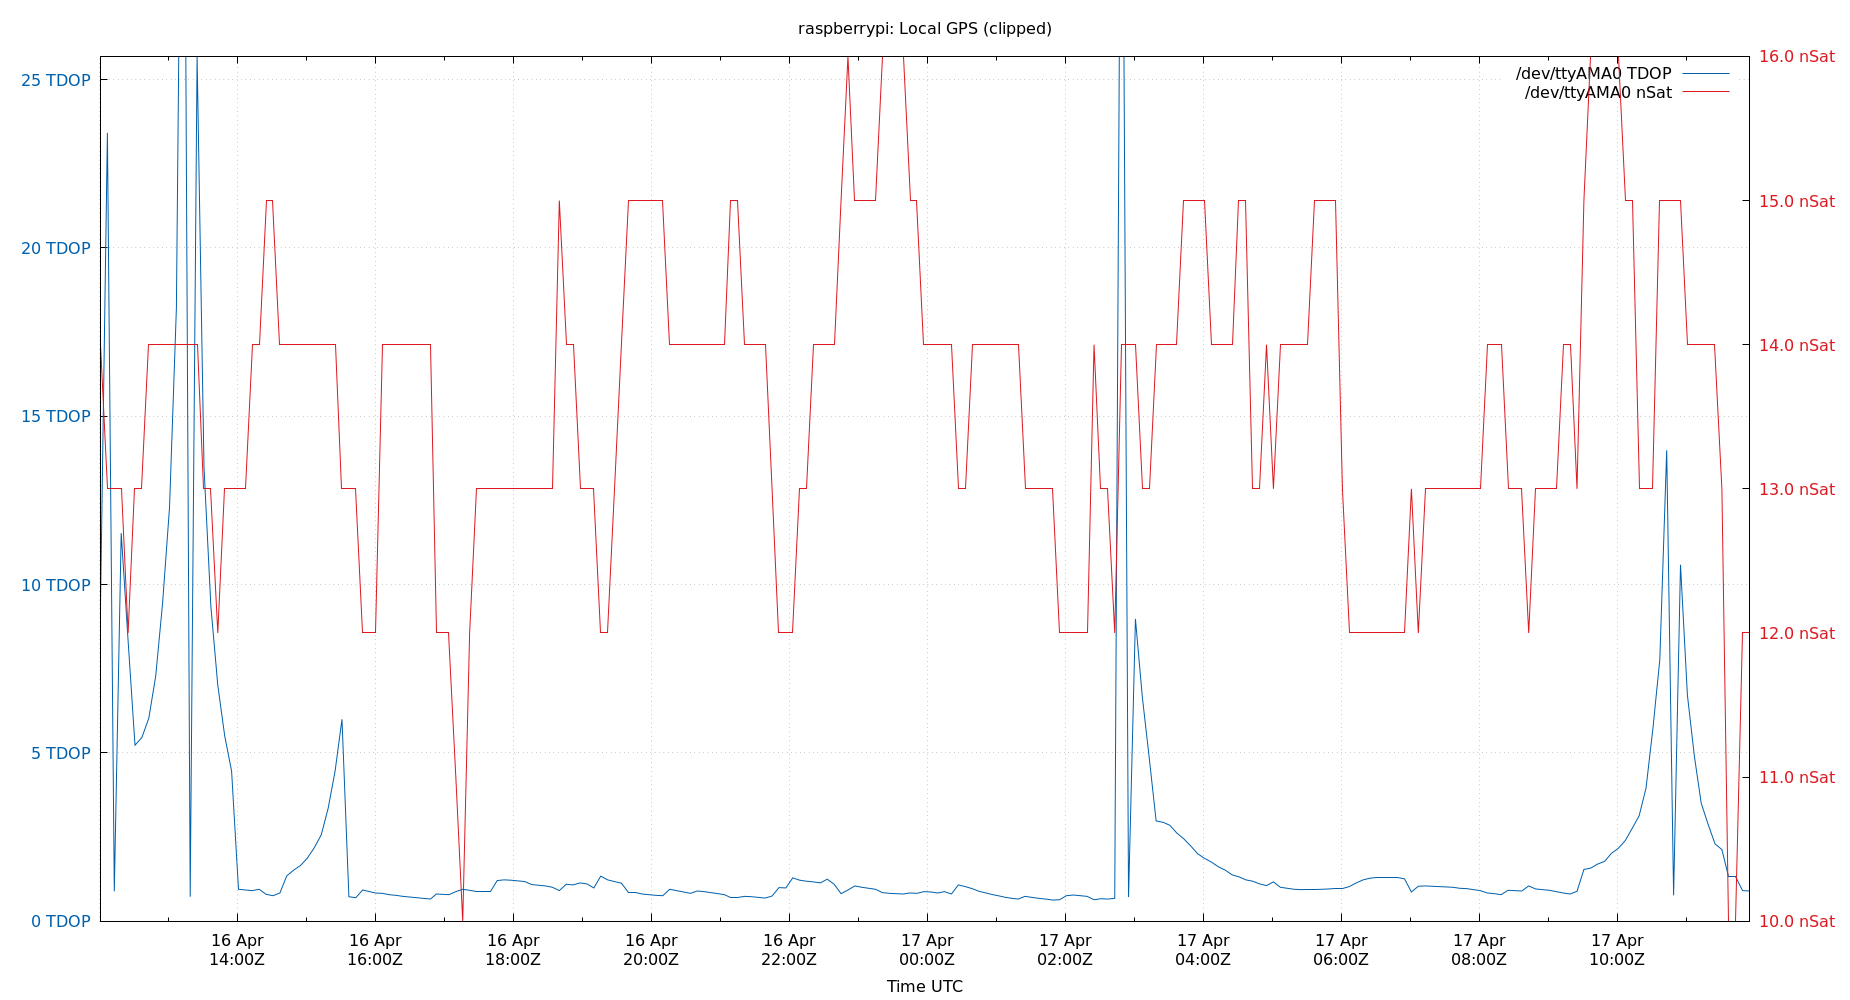 raspberrypi: Local GPS (clipped)
/dev/ttyAMA0 TDOP
/dev/ttyAMA0 nSat
25 TDOP
20 TDOP
15 TDOP
10 TDOP
5 TDOP
0 TDOP
16.0 nSat
15.0 nSat
14.0 nSat
13.0 nSat
12.0 nSat
11.0 nSat
10.0 nSat
16 Apr 16 Apr 16 Apr 16 Apr 16 Apr 17 Apr 17 Apr 17 Apr 17 Apr 17 Apr 17 Apr
14:00Z 16:00Z 18:00Z 20:00Z 22:00Z 00:00Z 02:00Z 04:00Z 06:00Z 08:00Z 10:00Z
Time UTC